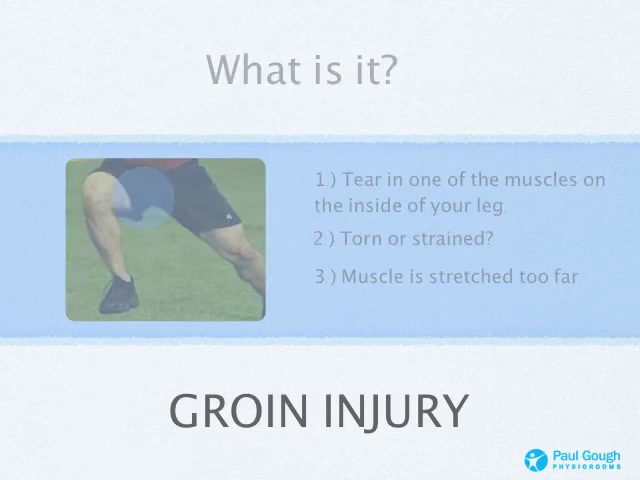 What is it?
1.) Tear in one of the muscles on
the inside of your leg.
2.) Torn or strained?
3.) Muscle is stretched too far
GROIN INJURY
Paul Gough
PHYSIOROOMS